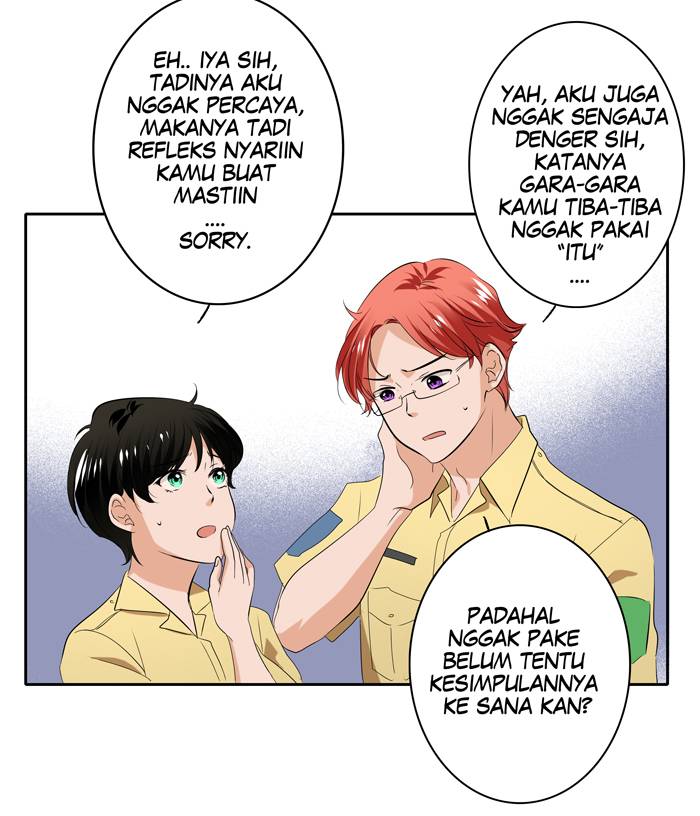 EH.. IYA SIH,
TADINYA AKU
NGGAK PERCAYA,
MAKANYA TADI
REFLEKS NYARIIN
KAMU BUAT
MASTIIN
....
SORRY.
YAH, AKU JUGA
NGGAK SENGAJA
DENGER SIH,
KATANYA
GARA-GARA
KAMU TIBA-TIBA
NGGAK PAKAI
“ITU”
....
PADAHAL
NGGAK PAKE
BELUM TENTU
KESIMPULANNYA
KE SANA KAN?